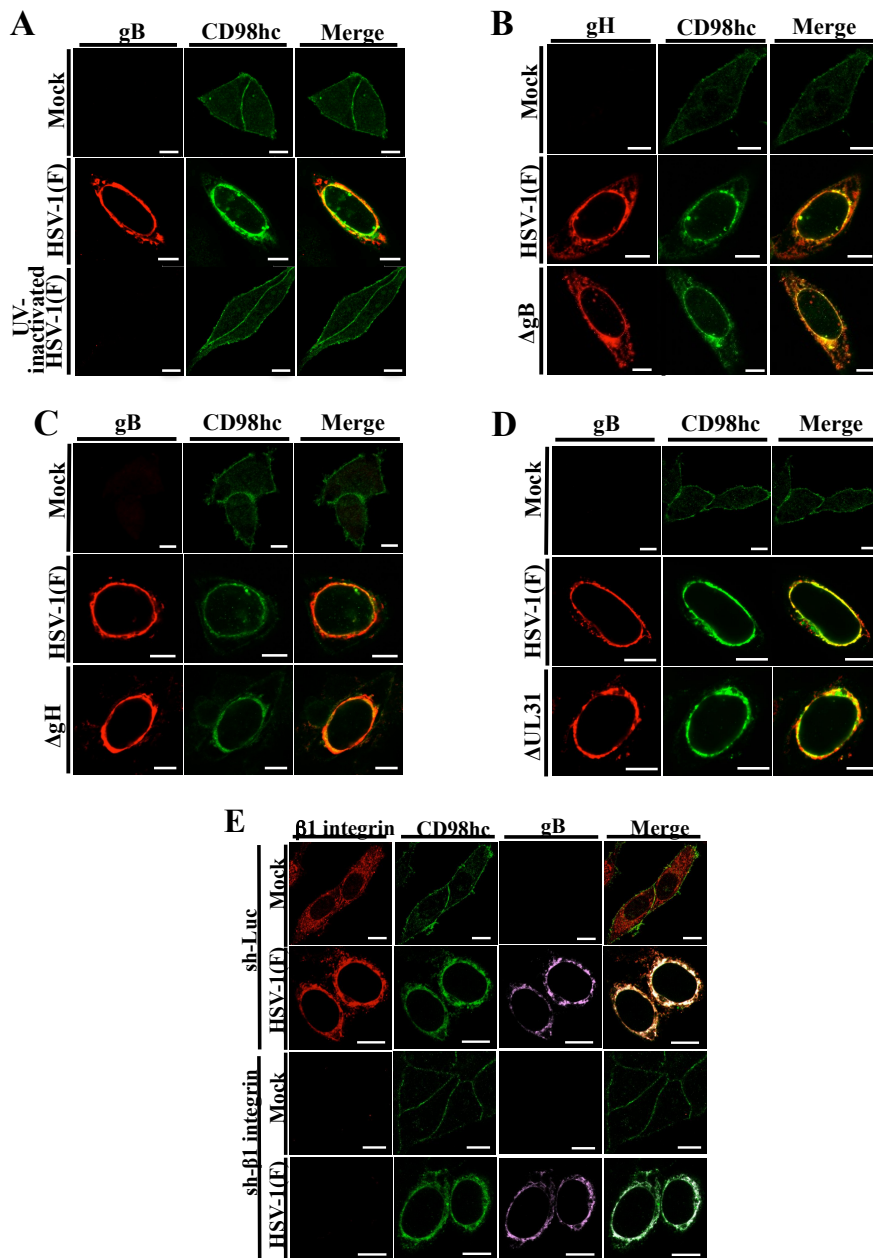 A
gB CD98hc Merge
Mock
HSV-1(F)
UV-
inactivated
HSV-1(F)
B
gH CD98hc Merge
Mock
HSV-1(F)
ΔgB
C
gB CD98hc Merge
Mock
HSV-1(F)
ΔgH
D
gB CD98hc Merge
Mock
HSV-1(F)
ΔUL31
E
β1 integrin CD98hc gB Merge
sh-Luc
Mock
HSV-1(F)
sh-β1 integrin
Mock
HSV-1(F)